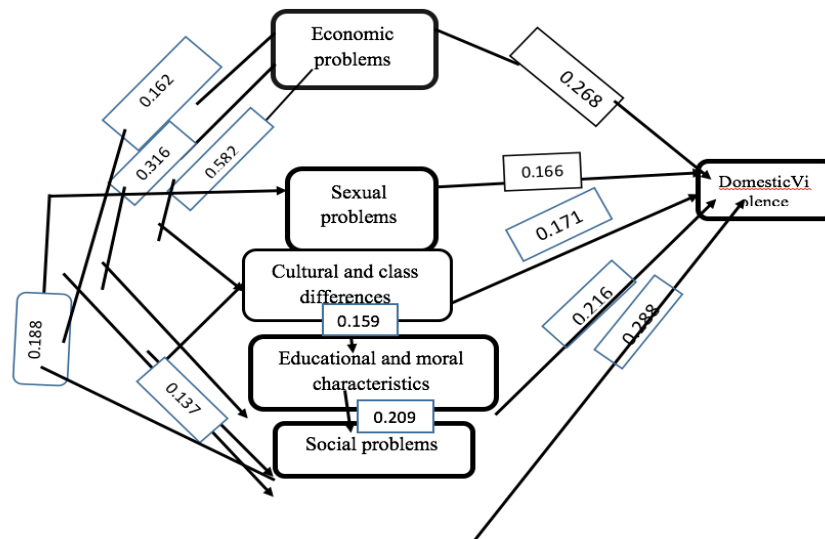 Economic
problems
0.162
0.268
0.316
0.582
0.166
DomesticVi
olence
Sexual
problems
0.171
Cultural and class
differences
0.159
0.216
0.288
0.188
Educational and moral
characteristics
0.137
0.209
Social problems